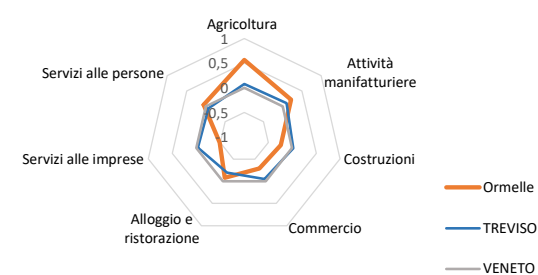 Agricoltura
1
0,5
0
-0,5
-1
Attività
manifatturiere
Costruzioni
Commercio
Alloggio e
ristorazione
Servizi alle imprese
Servizi alle persone
Ormelle
TREVISO
VENETO